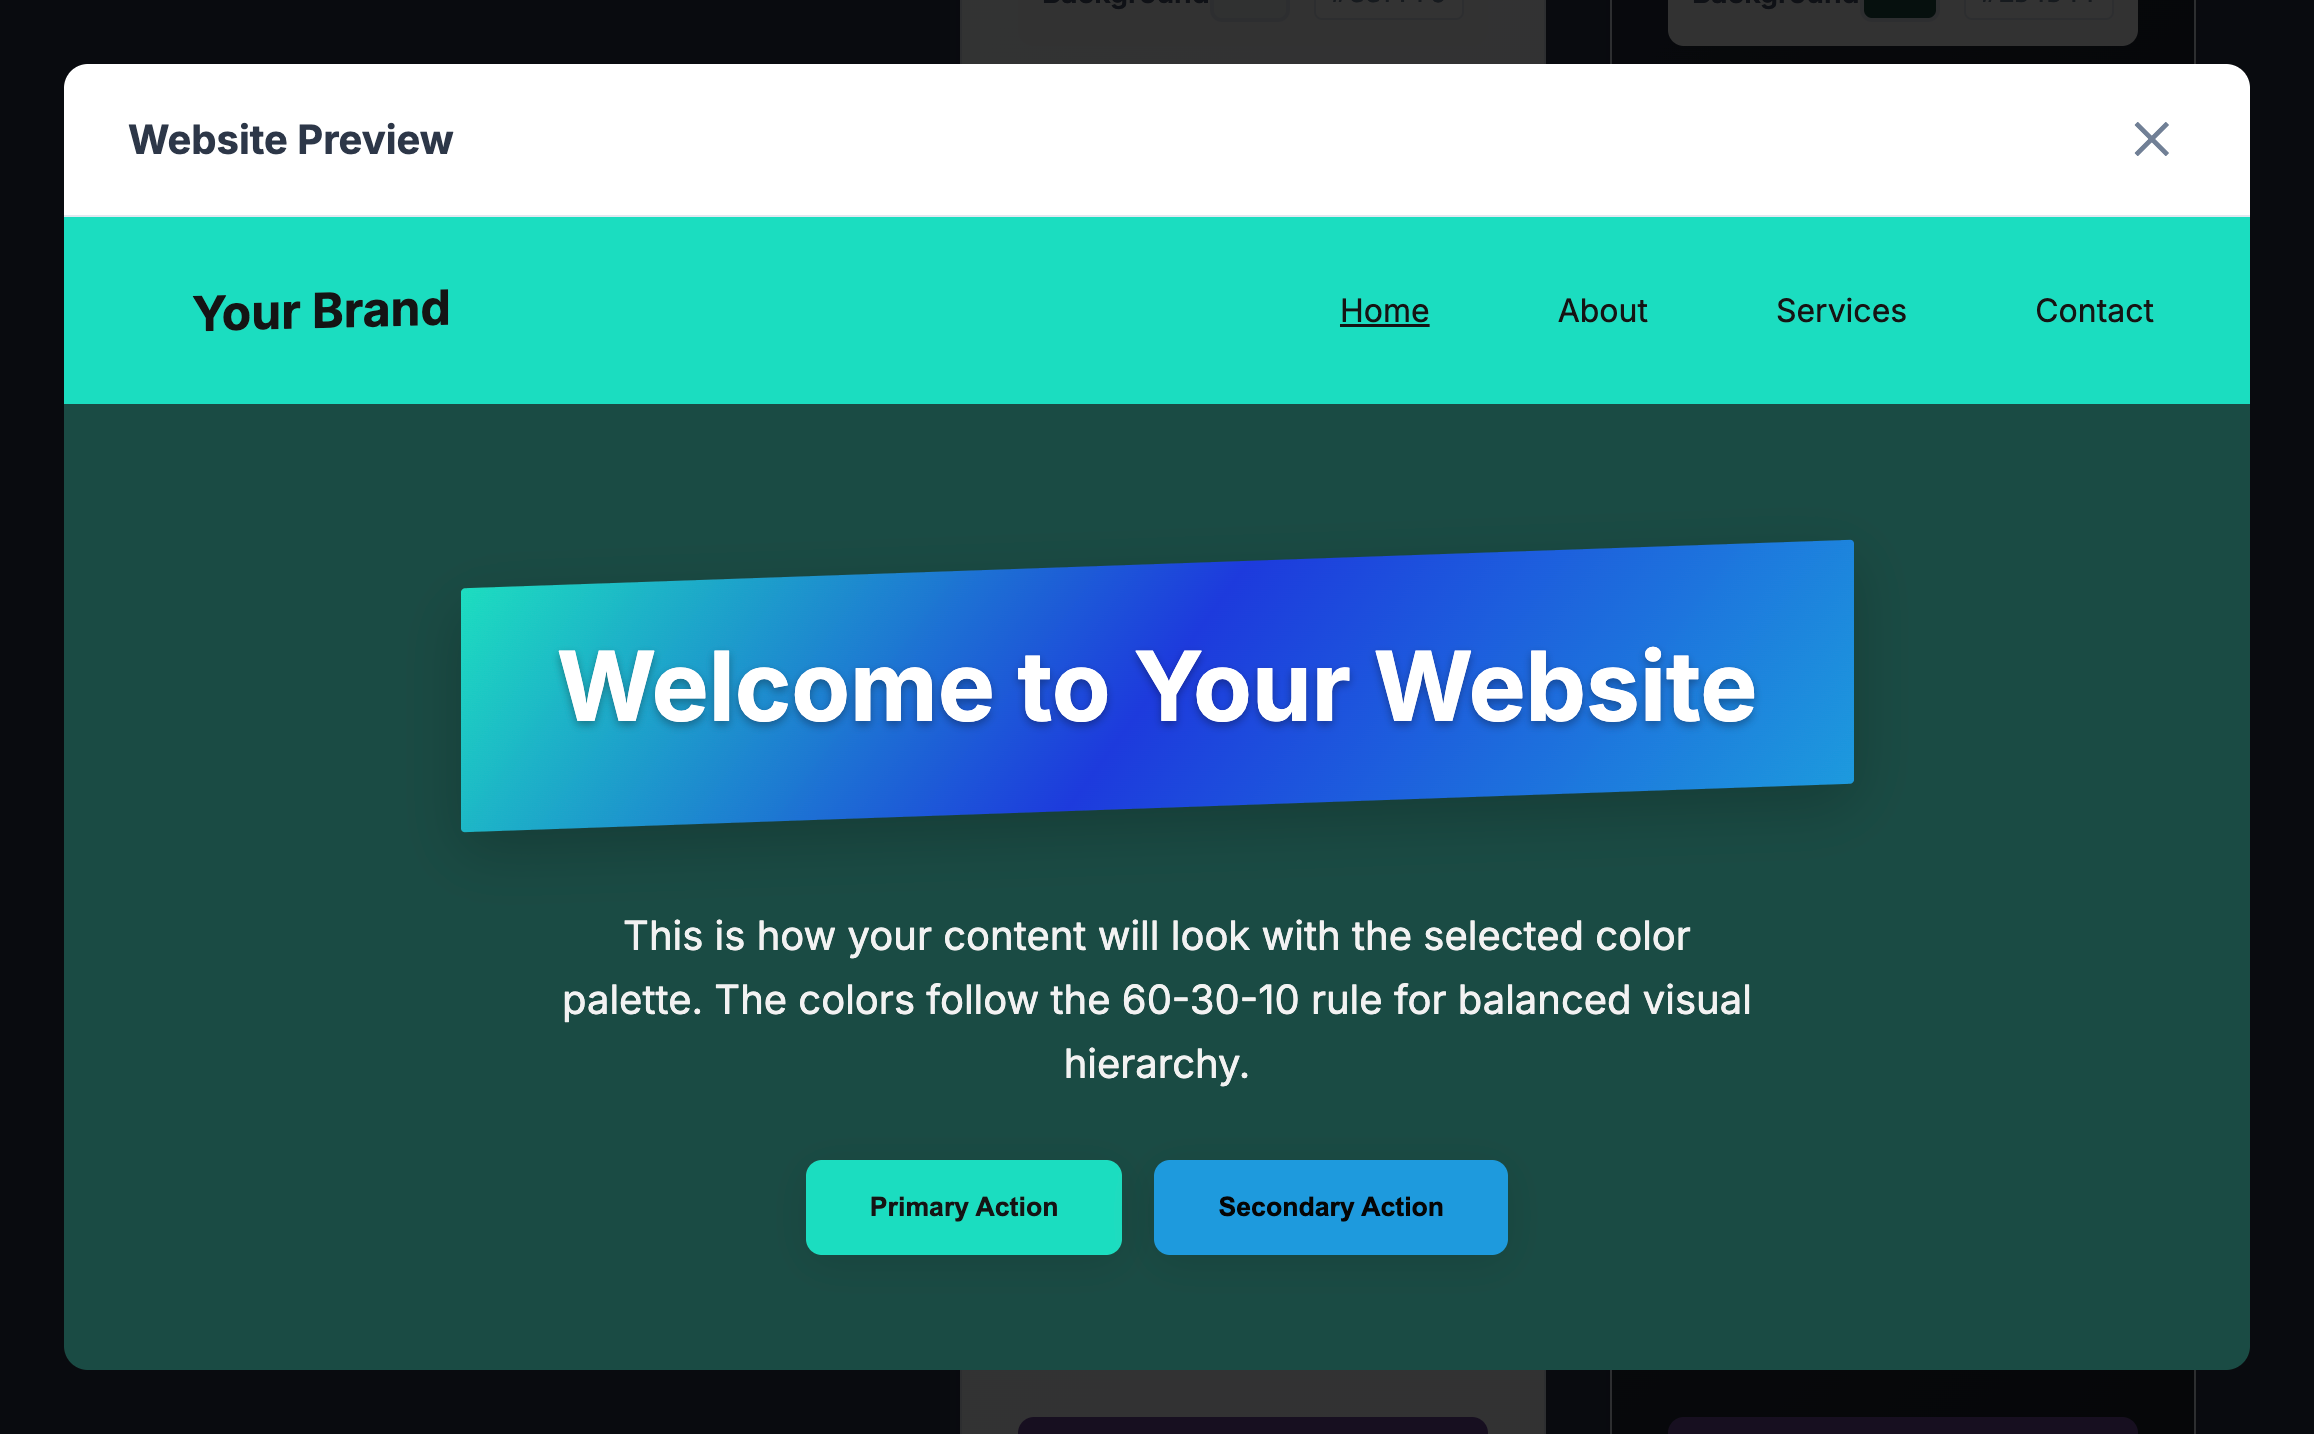 Background
Background
Website Preview
Your Brand
Home
About
Services
Contact
Welcome to Your Website
This is how your content will look with the selected color
palette. The colors follow the 60-30-10 rule for balanced visual
hierarchy.
Primary Action
Secondary Action